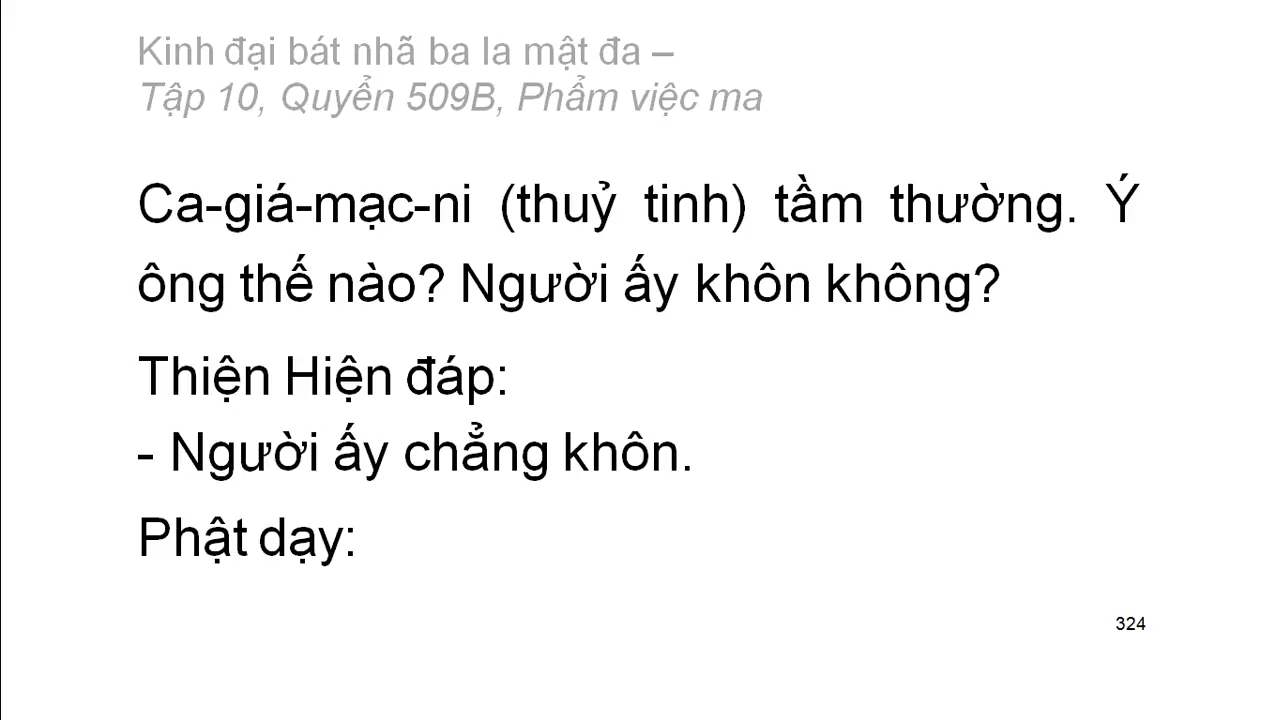 Kinh đại bát nhã ba la mật đa –
Tập 10, Quyển 509B, Phẩm việc ma
Ca-giá-mạc-ni (thuỷ tinh) tầm thường. Ý
ông thế nào? Người ấy khôn không?
Thiện Hiện đáp:
- Người ấy chẳng khôn.
Phật dạy:
324